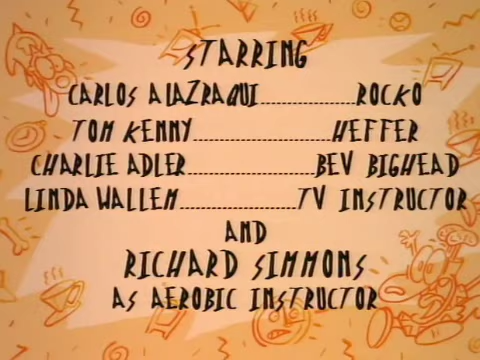 STARRING
CARLOS ALAZRAQUI..................ROCKO
TOM KENNY..........................HEFFER
CHARLIE ADLER........................BEV BIGHEAD
LINDA WALLEM......................TV INSTRUCTOR
AND
RICHARD SIMMONS
AS AEROBIC INSTRUCTOR